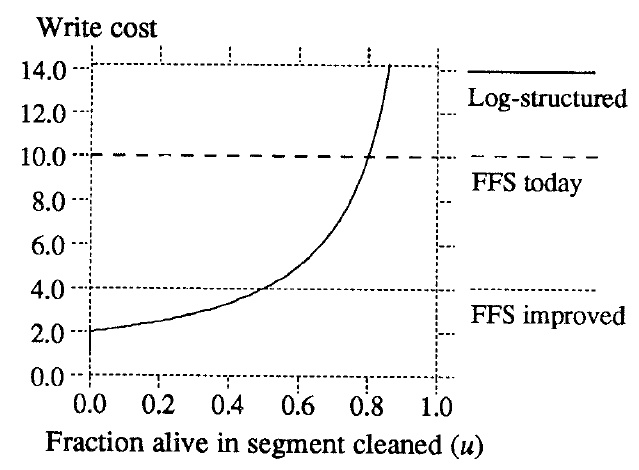 Write cost
14.0
12.0
10.0
8.0
6.0
4.0
2.0
0.0
0.0 0.2 0.4 0.6 0.8 1.0
Fraction alive in segment cleaned (u)
Log-structured
FFS today
FFS improved